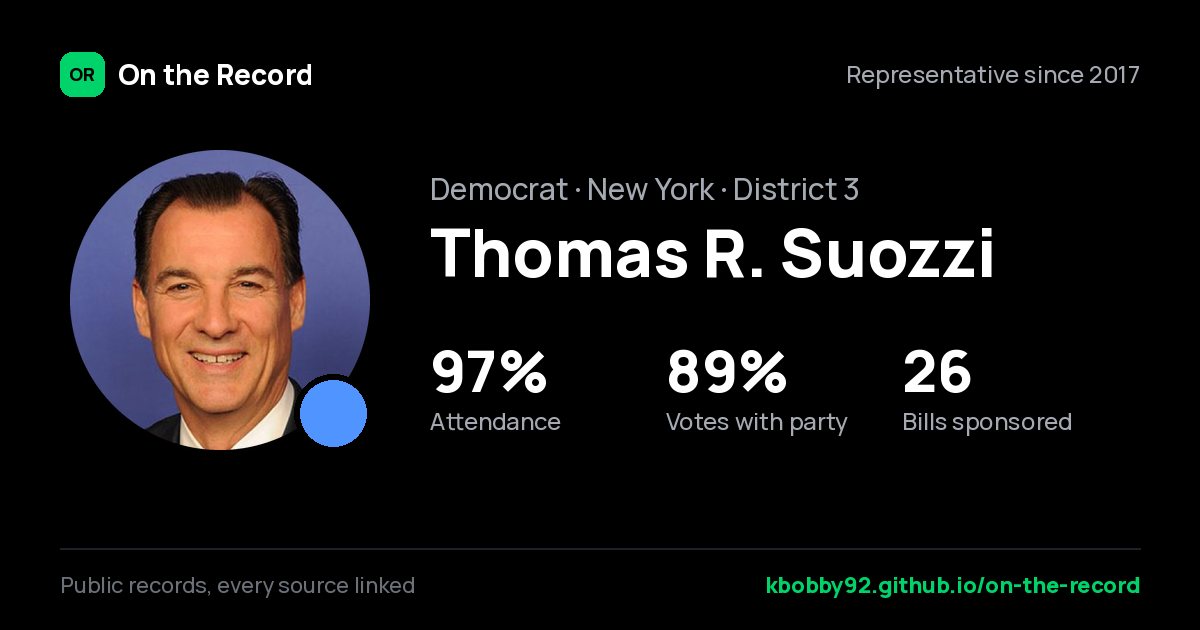 OR On the Record
Representative since 2017
Democrat · New York · District 3
Thomas R. Suozzi
97% 89% 26
Attendance Votes with party Bills sponsored
Public records, every source linked
kbobby92.github.io/on-the-record